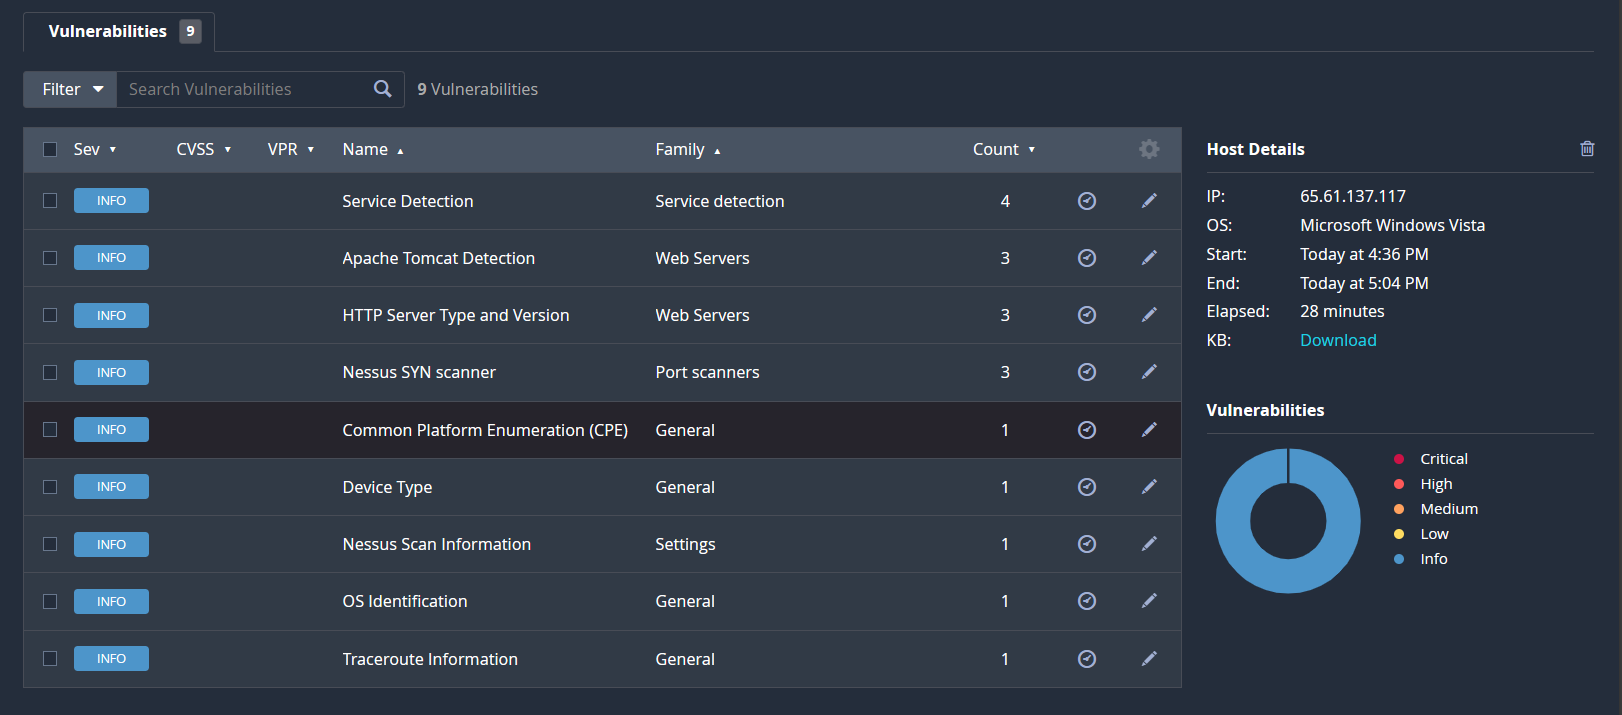 Vulnerabilities 9
Filter Search Vulnerabilities 9 Vulnerabilities
Sev CVSS VPR Name Family Count
INFO Service Detection Service detection 4
INFO Apache Tomcat Detection Web Servers 3
INFO HTTP Server Type and Version Web Servers 3
INFO Nessus SYN scanner Port scanners 3
INFO Common Platform Enumeration (CPE) General 1
INFO Device Type General 1
INFO Nessus Scan Information Settings 1
INFO OS Identification General 1
INFO Traceroute Information General 1
Host Details
IP: 65.61.137.117
OS: Microsoft Windows Vista
Start: Today at 4:36 PM
End: Today at 5:04 PM
Elapsed: 28 minutes
KB: Download
Vulnerabilities
Critical
High
Medium
Low
Info